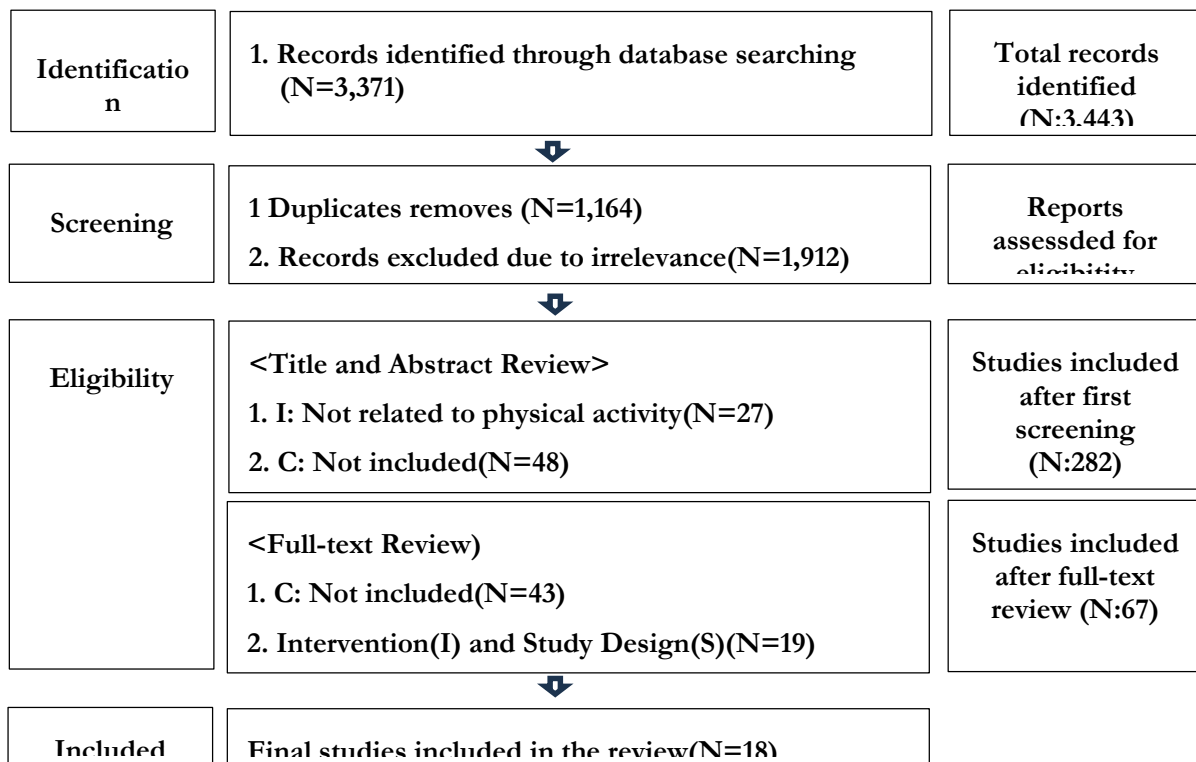 Identificatio
n
1. Records identified through database searching
(N=3,371)
Total records
identified
(N:3,443)
Screening
1 Duplicates removes (N=1,164)
2. Records excluded due to irrelevance(N=1,912)
Reports
assessded for
eligibitity
Eligibility
<Title and Abstract Review>
1. I: Not related to physical activity(N=27)
2. C: Not included(N=48)
Studies included
after first
screening
(N:282)
<Full-text Review)
1. C: Not included(N=43)
2. Intervention(I) and Study Design(S)(N=19)
Studies included
after full-text
review (N:67)
Included
Final studies included in the review(N=18)